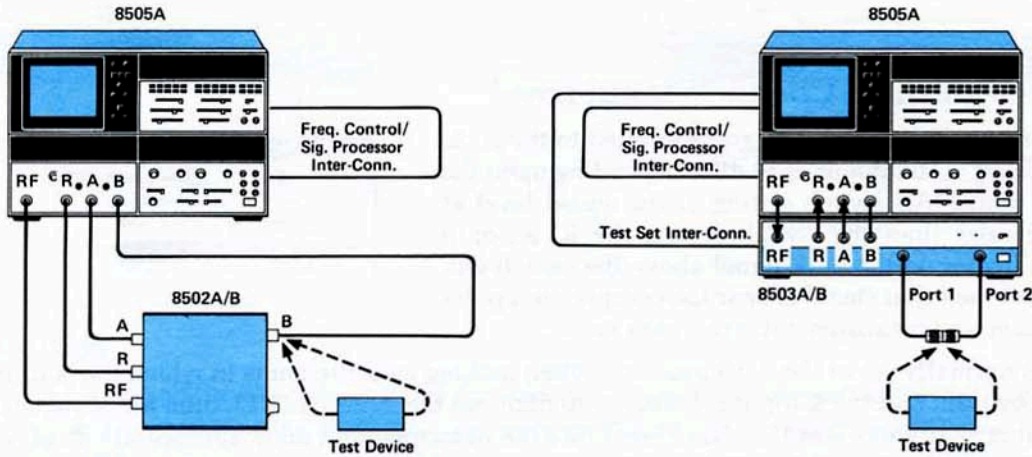 8505A
Freq. Control/
Sig. Processor
Inter-Conn.
RF R A B
8502A/B
A
R
RF
B
Test Device
8505A
Freq. Control/
Sig. Processor
Inter-Conn.
RF R A B
Test Set Inter-Conn.
RF R A B
8503A/B
Port 1
Port 2
Test Device